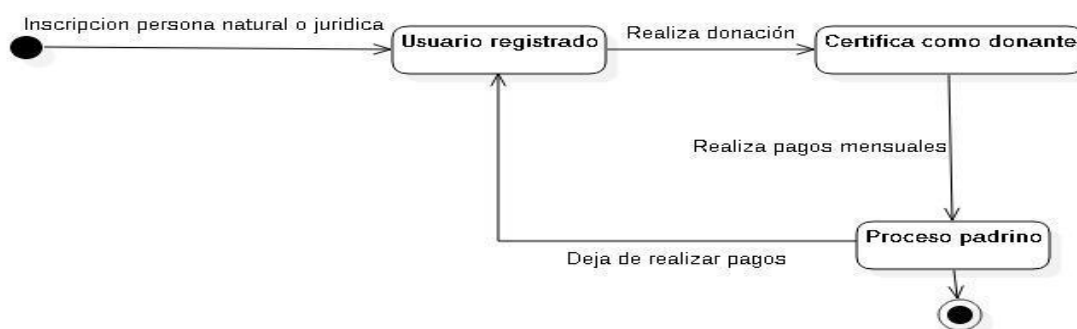 Inscripcion persona natural o juridica
Usuario registrado
Realiza donación
Certifica como donante
Realiza pagos mensuales
Proceso padrino
Deja de realizar pagos